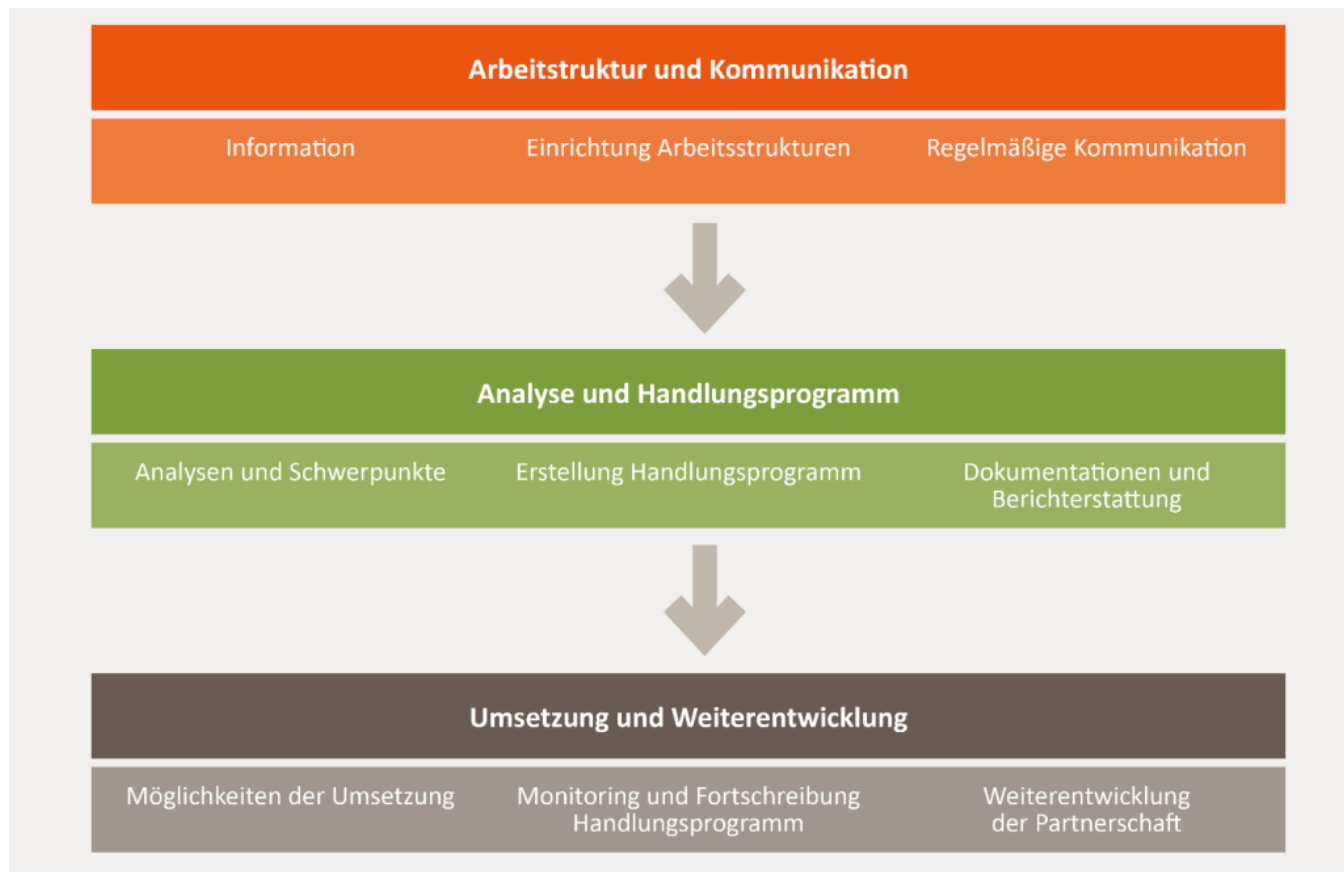 Arbeitstruktur und Kommunikation
Information
Einrichtung Arbeitsstrukturen
Regelmäßige Kommunikation
Analyse und Handlungsprogramm
Analysen und Schwerpunkte
Erstellung Handlungsprogramm
Dokumentationen und
Berichterstattung
Umsetzung und Weiterentwicklung
Möglichkeiten der Umsetzung
Monitoring und Fortschreibung
Handlungsprogramm
Weiterentwicklung
der Partnerschaft